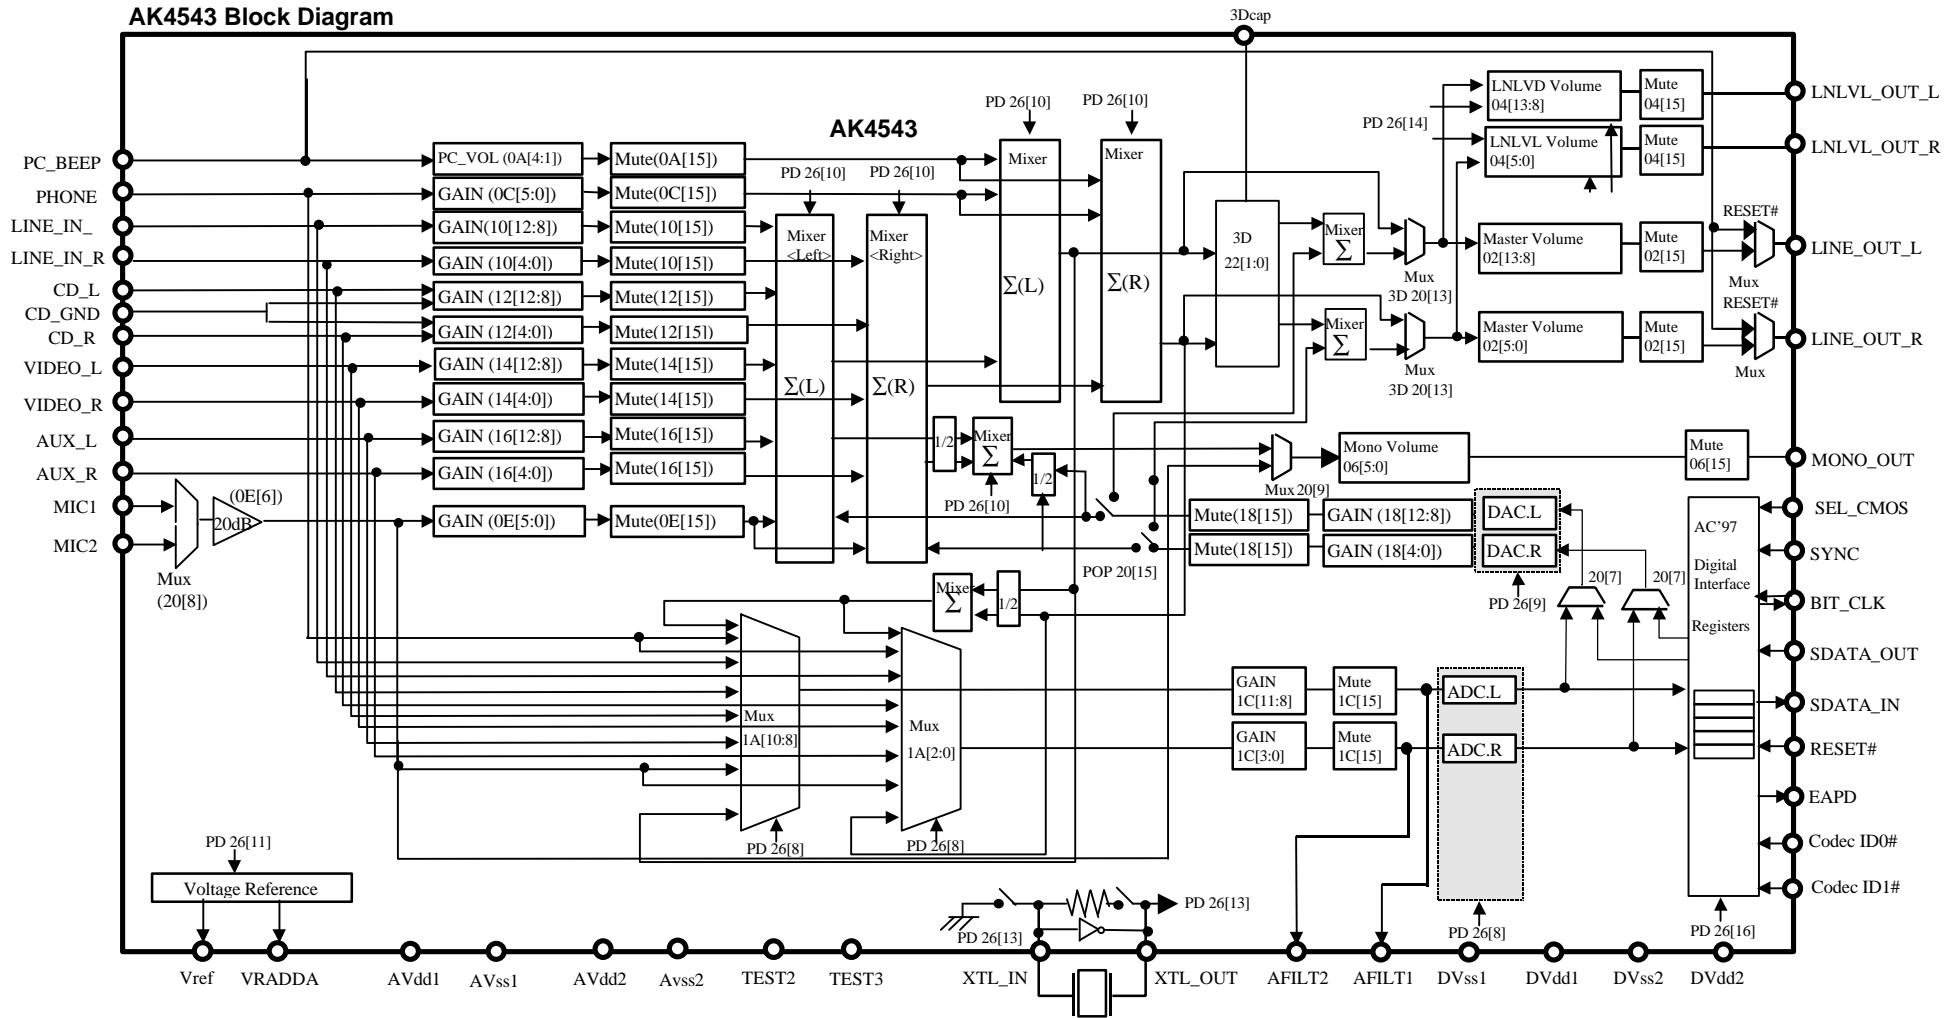 AK4543 Block Diagram
3Dcap
AK4543
PC_BEEP
PHONE
LINE_IN_
LINE_IN_R
CD_L
CD_GND
CD_R
VIDEO_L
VIDEO_R
AUX_L
AUX_R
MIC1
MIC2
Mux
(20[8])
(0E[6])
20dB
PC_VOL (0A[4:1])
Mute(0A[15])
GAIN (0C[5:0])
Mute(0C[15])
GAIN(10[12:8])
Mute(10[15])
GAIN (10[4:0])
Mute(10[15])
GAIN (12[12:8])
Mute(12[15])
GAIN (12[4:0])
Mute(12[15])
GAIN (14[12:8])
Mute(14[15])
GAIN (14[4:0])
Mute(14[15])
GAIN (16[12:8])
Mute(16[15])
GAIN (16[4:0])
Mute(16[15])
GAIN (0E[5:0])
Mute(0E[15])
PD 26[10]
PD 26[10]
Mixer
<Left>
Σ(L)
Mixer
<Right>
Σ(R)
PD 26[10]
PD 26[10]
Mixer
Σ(L)
Mixer
Σ(R)
1/2
Mixer
Σ
1/2
PD 26[10]
3D
22[1:0]
Mixer
Σ
Mixer
Σ
Mux
3D 20[13]
Mux
3D 20[13]
PD 26[14]
LNLVD Volume
04[13:8]
Mute
04[15]
LNLVL Volume
04[5:0]
Mute
04[15]
Master Volume
02[13:8]
Mute
02[15]
Master Volume
02[5:0]
Mute
02[15]
RESET#
Mux
RESET#
Mux
Mux20[9]
Mono Volume
06[5:0]
Mute
06[15]
Mute(18[15])
GAIN (18[12:8])
Mute(18[15])
GAIN (18[4:0])
DAC.L
DAC.R
PD 26[9]
POP 20[15]
20[7]
20[7]
Mixer
Σ
1/2
Mux
1A[10:8]
PD 26[8]
Mux
1A[2:0]
PD 26[8]
GAIN
1C[11:8]
Mute
1C[15]
GAIN
1C[3:0]
Mute
1C[15]
ADC.L
ADC.R
PD 26[8]
AC’97
Digital
Interface
Registers
PD 26[16]
LNLVL_OUT_L
LNLVL_OUT_R
LINE_OUT_L
LINE_OUT_R
MONO_OUT
SEL_CMOS
SYNC
BIT_CLK
SDATA_OUT
SDATA_IN
RESET#
EAPD
Codec ID0#
Codec ID1#
PD 26[11]
Voltage Reference
PD 26[13]
PD 26[13]
Vref
VRADDA
AVdd1
AVss1
AVdd2
Avss2
TEST2
TEST3
XTL_IN
XTL_OUT
AFILT2
AFILT1
DVss1
DVdd1
DVss2
DVdd2